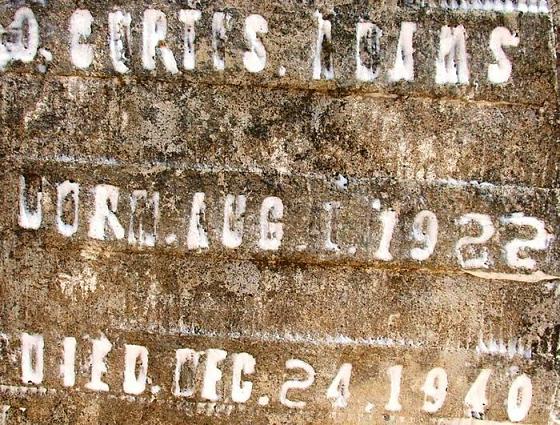 D. CURTIS. ADAMS
BORN. AUG. 1. 1922
DIED. DEC. 24. 1940